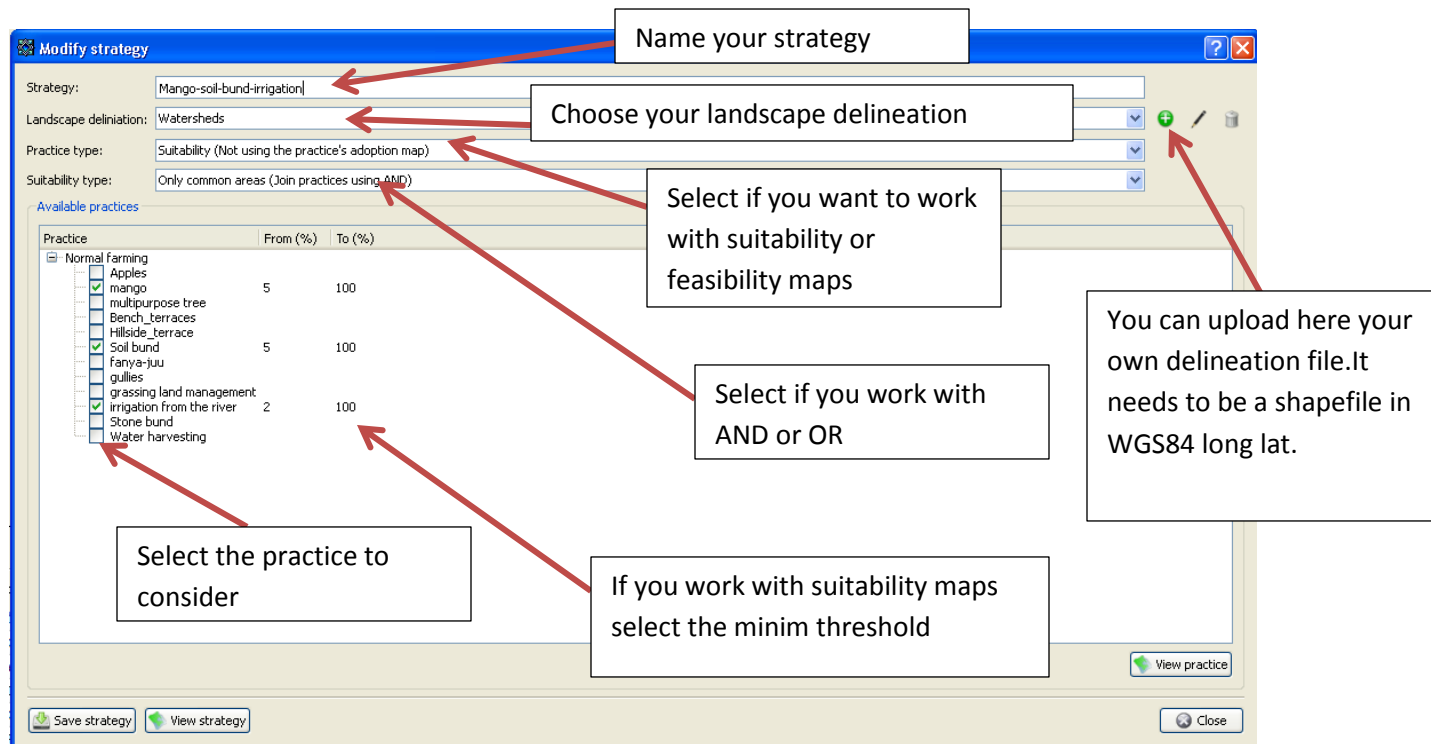 Name your strategy
Modify strategy
Strategy: Mango-soil-bund-irrigation
Choose your landscape delineation
Landscape deliniation: Watersheds
Practice type: Suitability (Not using the practice's adoption map)
Suitability type: Only common areas (Join practices using AND)
Select if you want to work
with suitability or
feasibility maps
Available practices
Practice From (%) To (%)
Normal farming
Apples
mango 5 100
multipurpose tree
Bench_terraces
Hillside_terrace
Soil bund 5 100
fanya-juu
gullies
grassing land management
irrigation from the river 2 100
Stone bund
Water harvesting
You can upload here your
own delineation file.It
needs to be a shapefile in
WGS84 long lat.
Select if you work with
AND or OR
Select the practice to
consider
If you work with suitability maps
select the minim threshold
View practice
Save strategy View strategy Close